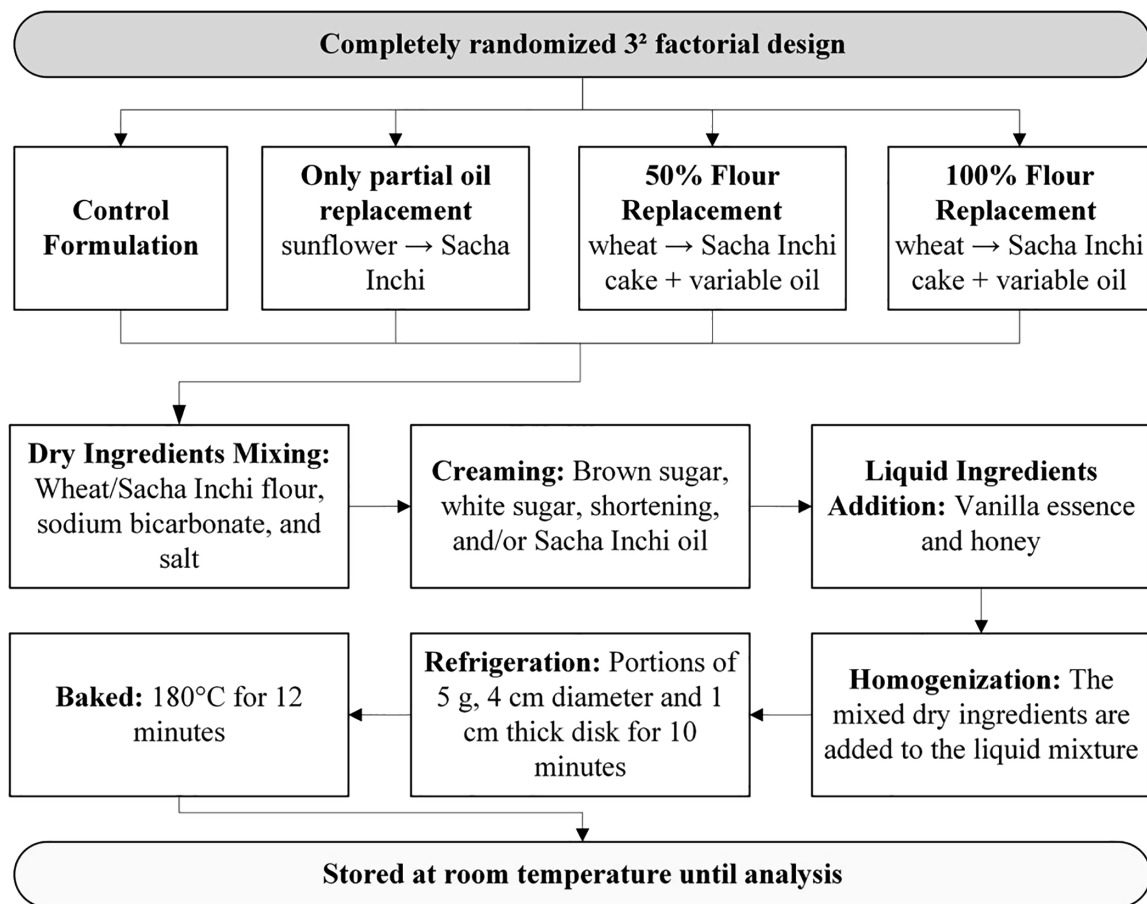 Completely randomized 3² factorial design
Control
Formulation
Only partial oil
replacement
sunflower → Sacha
Inchi
50% Flour
Replacement
wheat → Sacha Inchi
cake + variable oil
100% Flour
Replacement
wheat → Sacha Inchi
cake + variable oil
Dry Ingredients Mixing:
Wheat/Sacha Inchi flour,
sodium bicarbonate, and
salt
Creaming: Brown sugar,
white sugar, shortening,
and/or Sacha Inchi oil
Liquid Ingredients
Addition: Vanilla essence
and honey
Homogenization: The
mixed dry ingredients are
added to the liquid mixture
Refrigeration: Portions of
5 g, 4 cm diameter and 1
cm thick disk for 10
minutes
Baked: 180°C for 12
minutes
Stored at room temperature until analysis